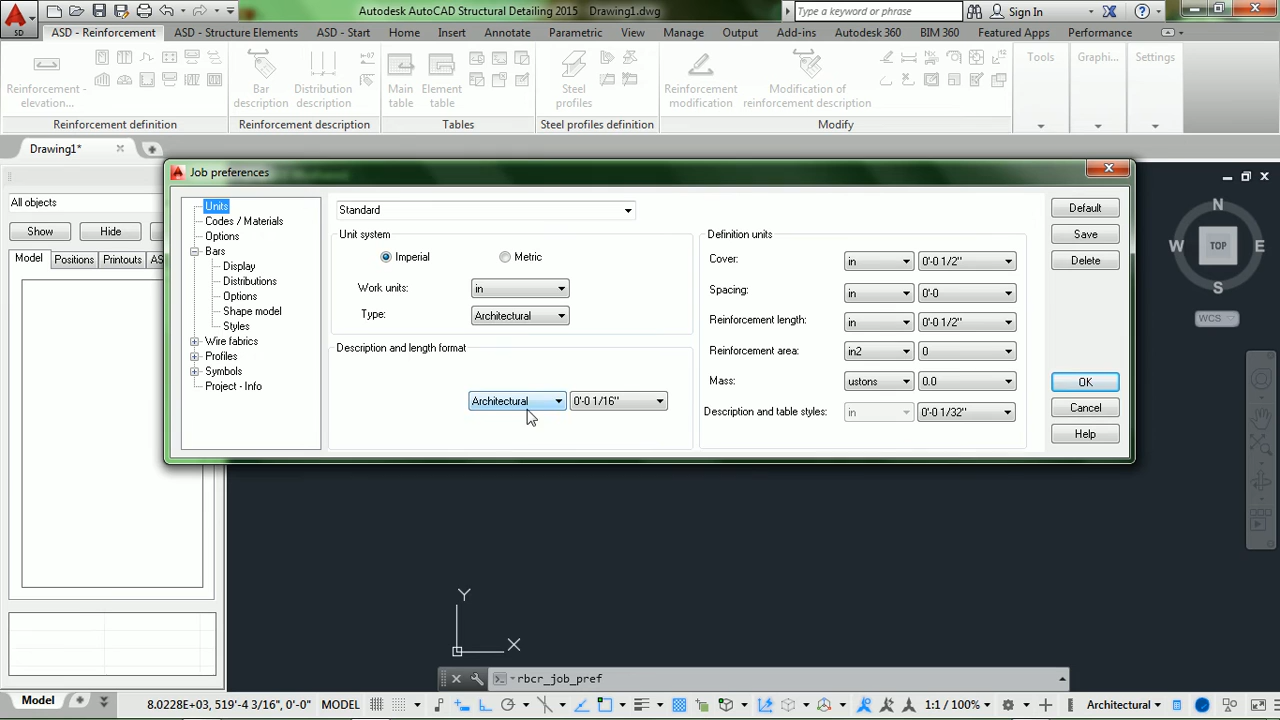 Autodesk AutoCAD Structural Detailing 2015 Drawing1.dwg
Type a keyword or phrase
Sign In
SD
ASD - Reinforcement
ASD - Structure Elements
ASD - Start
Home
Insert
Annotate
Parametric
View
Manage
Output
Add-ins
Autodesk 360
BIM 360
Featured Apps
Performance
Reinforcement -
elevation...
Bar
description
Distribution
description
Main
table
Element
table
Steel
profiles
Reinforcement
modification
Modification of
reinforcement description
Tools
Graphi...
Settings
Reinforcement definition
Reinforcement description
Tables
Steel profiles definition
Modify
Drawing1*
All objects
Show
Hide
Model
Positions
Printouts
AS
Job preferences
Units
Codes / Materials
Options
Bars
Display
Distributions
Options
Shape model
Styles
Wire fabrics
Profiles
Symbols
Project - Info
Standard
Unit system
Imperial
Metric
Work units:
in
Type:
Architectural
Description and length format
Architectural
0'-0 1/16"
Definition units
Cover:
in
0'-0 1/2"
Spacing:
in
0'-0
Reinforcement length:
in
0'-0 1/2"
Reinforcement area:
in2
0
Mass:
ustons
0.0
Description and table styles:
in
0'-0 1/32"
Default
Save
Delete
OK
Cancel
Help
N
W
TOP
E
S
WCS
Y
X
rbcr_job_pref
Model
8.0228E+03, 519'-4 3/16", 0'-0"
MODEL
1:1 / 100%
Architectural